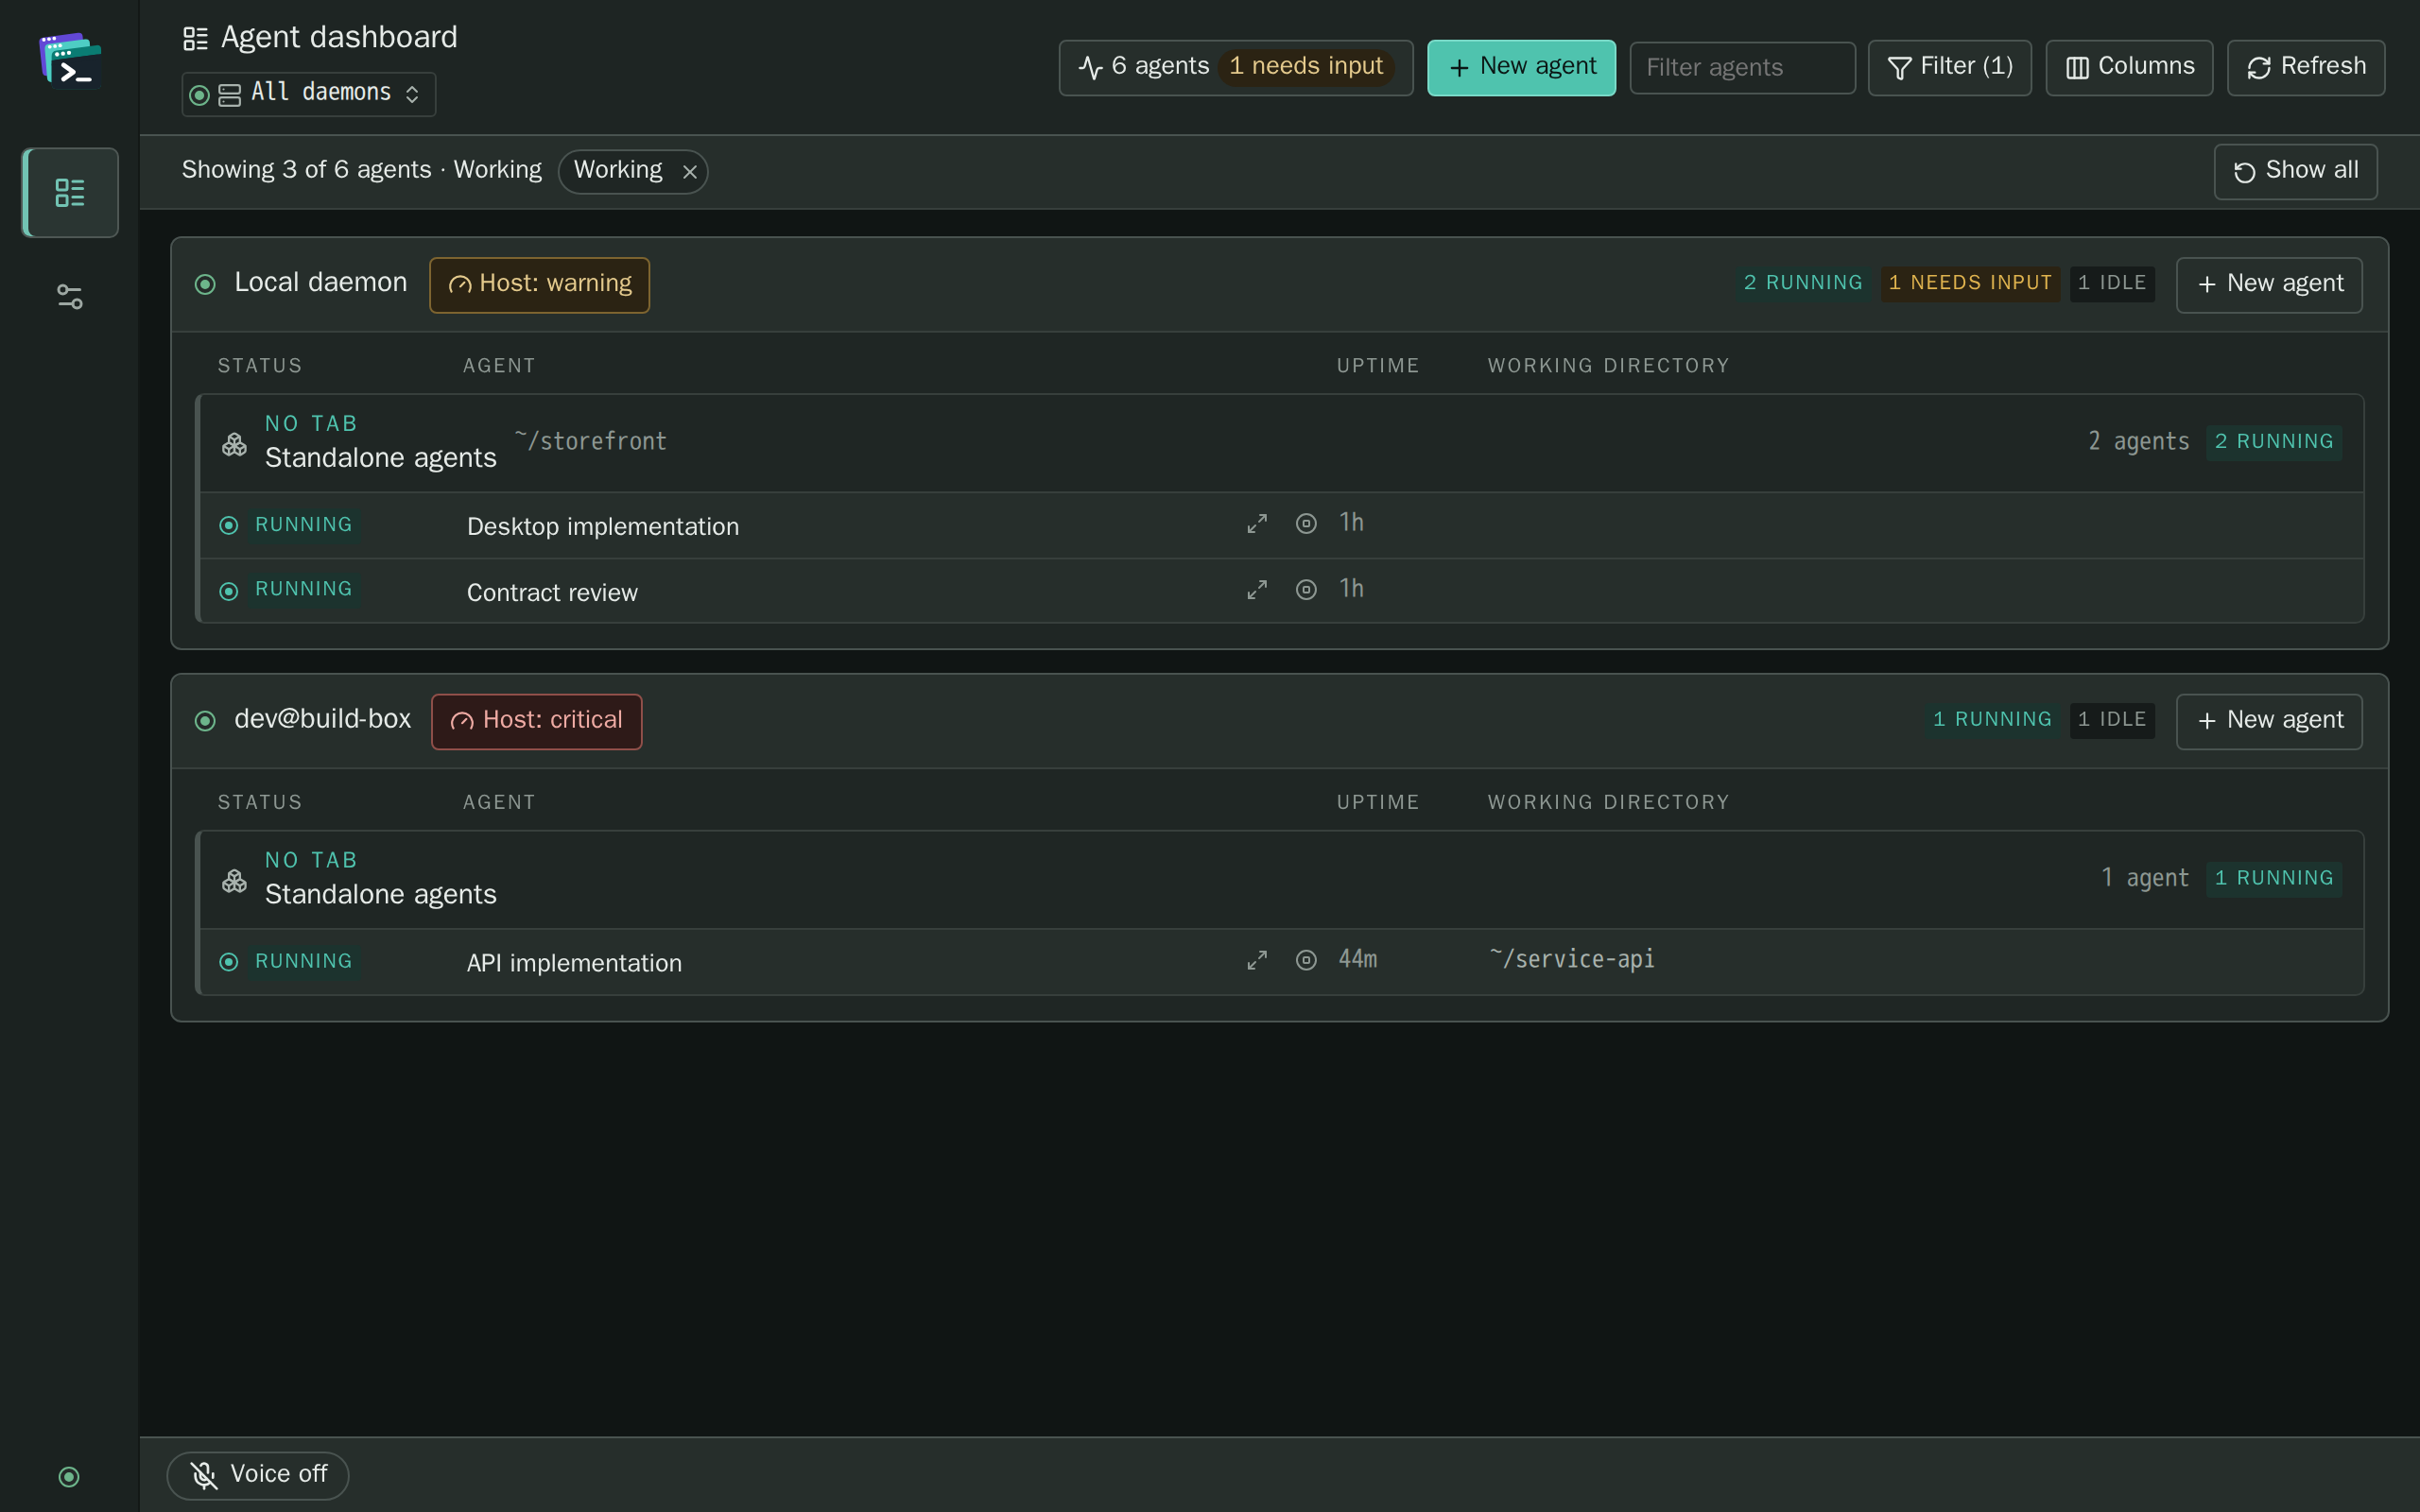 Agent dashboard
All daemons
6 agents 1 needs input
New agent
Filter agents
Filter (1)
Columns
Refresh
Showing 3 of 6 agents · Working
Working
Show all
Local daemon
Host: warning
2 RUNNING 1 NEEDS INPUT 1 IDLE
New agent
STATUS AGENT UPTIME WORKING DIRECTORY
NO TAB
Standalone agents ~/storefront
2 agents 2 RUNNING
RUNNING Desktop implementation 1h
RUNNING Contract review 1h
dev@build-box
Host: critical
1 RUNNING 1 IDLE
New agent
STATUS AGENT UPTIME WORKING DIRECTORY
NO TAB
Standalone agents
1 agent 1 RUNNING
RUNNING API implementation 44m ~/service-api
Voice off